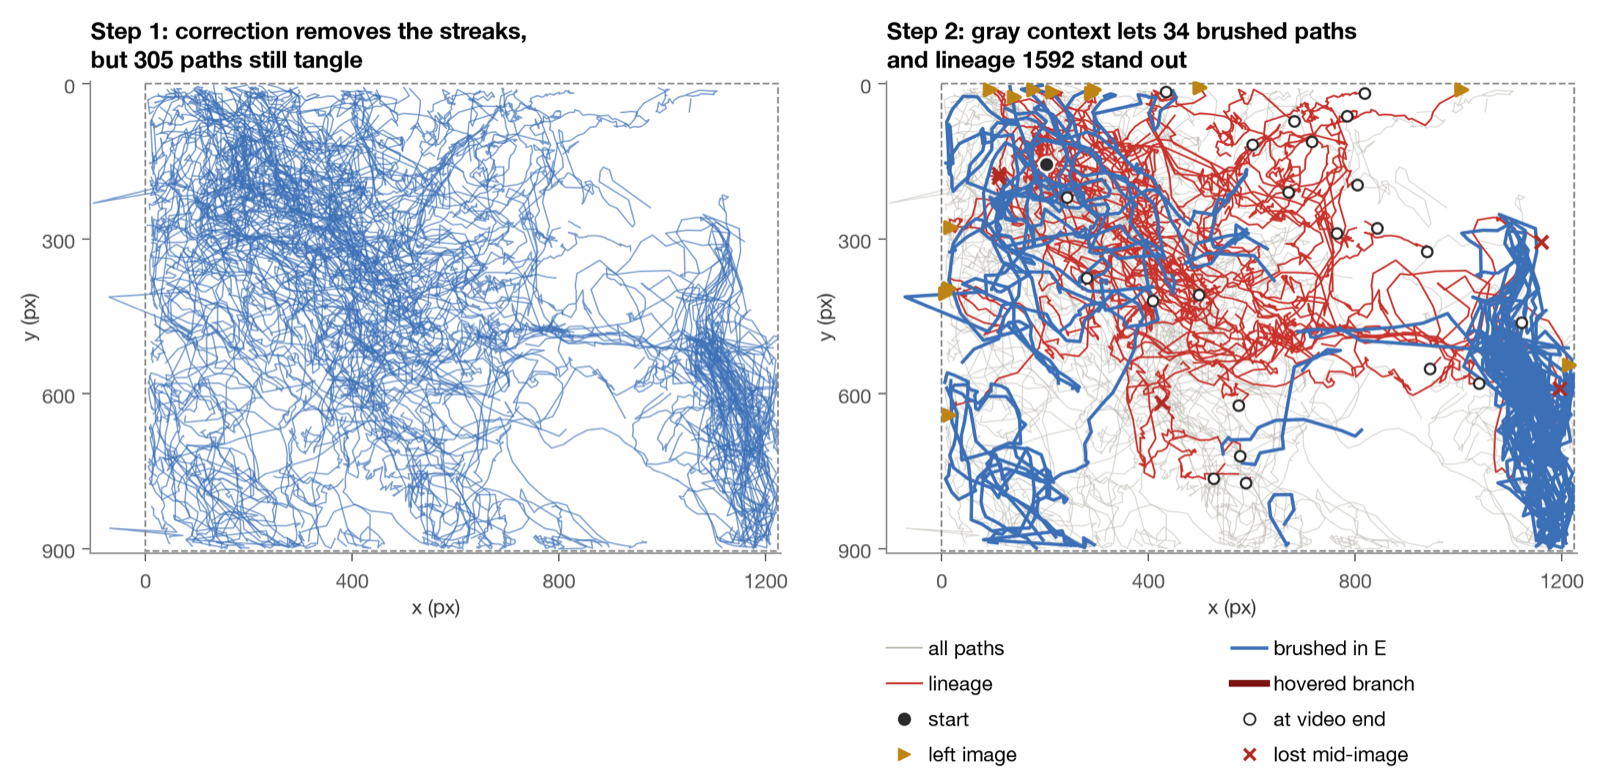 Step 1: correction removes the streaks,
but 305 paths still tangle
0
300
600
900
y (px)
0
400
800
1200
x (px)
Step 2: gray context lets 34 brushed paths
and lineage 1592 stand out
0
300
600
900
y (px)
0
400
800
1200
x (px)
all paths
brushed in E
lineage
hovered branch
start
at video end
left image
lost mid-image